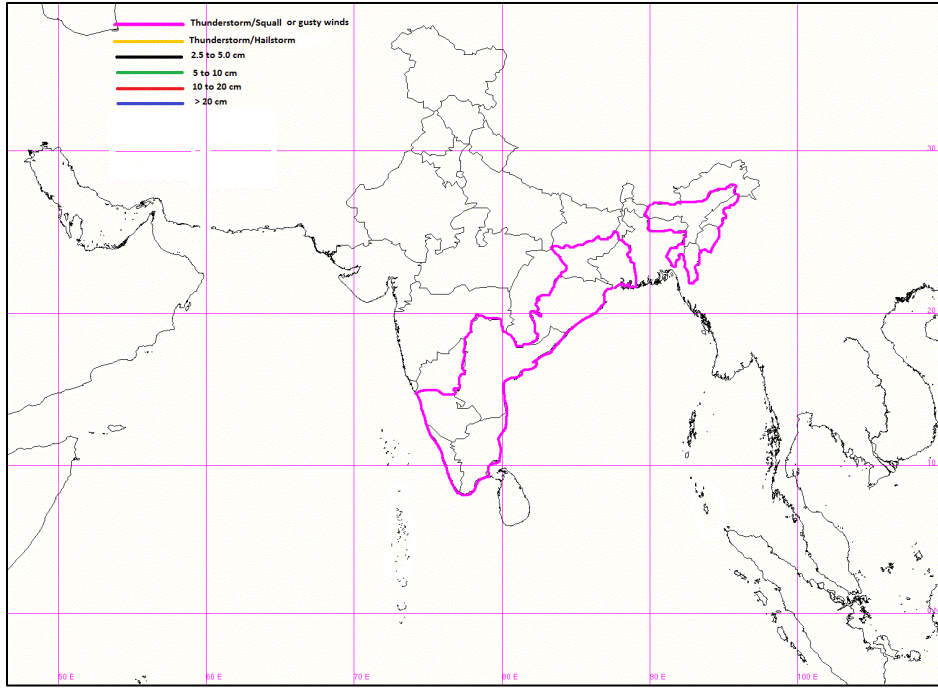 Thunderstorm/Squall or gusty winds
Thunderstorm/Hailstorm
2.5 to 5.0 cm
5 to 10 cm
10 to 20 cm
> 20 cm
30
20
10
50 E
60 E
70 E
80 E
90 E
100 E